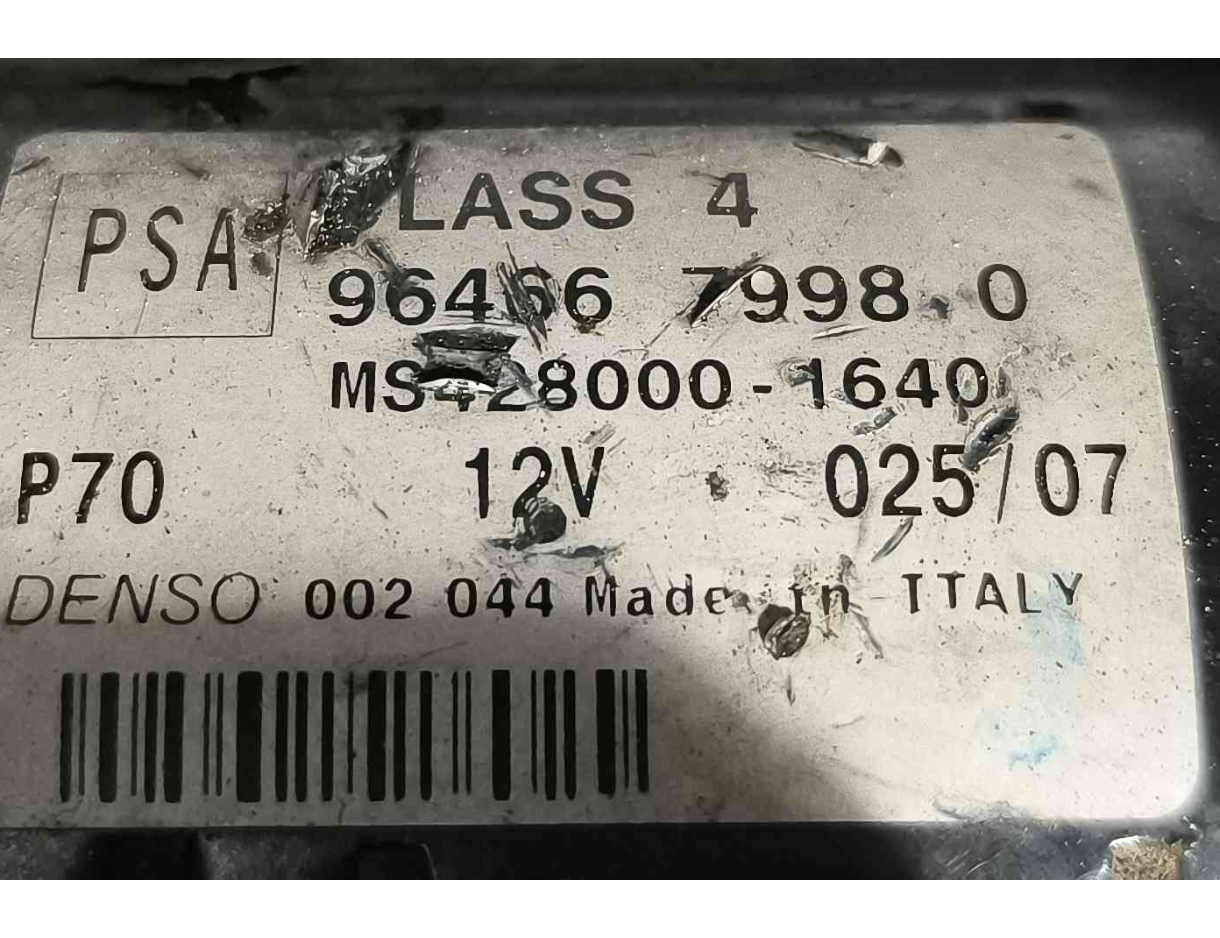 PSA
LASS 4
96466 7998 0
MS428000-1640
P70 12V 025/07
DENSO 002 044 Made in ITALY